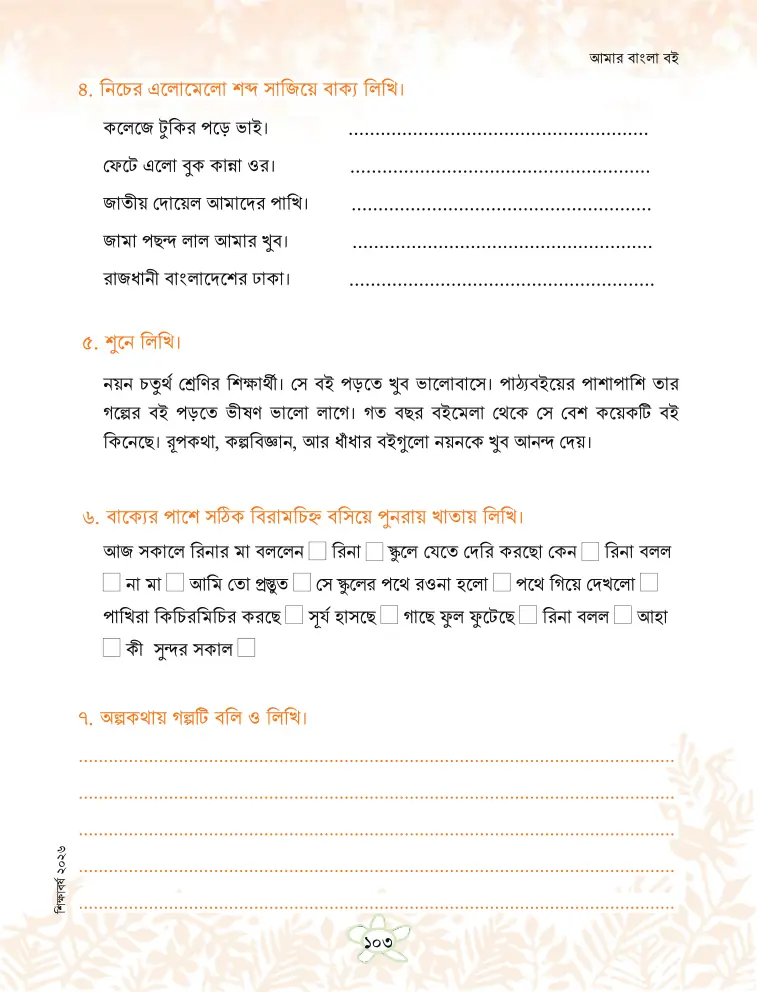 আমার বাংলা বই
৪. নিচের এলোমেলো শব্দ সাজিয়ে বাক্য লিখি।
কলেজে টুকির পড়ে ভাই। ........................................................
ফেটে এলো বুক কান্না ওর। ........................................................
জাতীয় দোয়েল আমাদের পাখি। ........................................................
জামা পছন্দ লাল আমার খুব। ........................................................
রাজধানী বাংলাদেশের ঢাকা। .........................................................
৫. শুনে লিখি।
নয়ন চতুর্থ শ্রেণির শিক্ষার্থী। সে বই পড়তে খুব ভালোবাসে। পাঠ্যবইয়ের পাশাপাশি তার
গল্পের বই পড়তে ভীষণ ভালো লাগে। গত বছর বইমেলা থেকে সে বেশ কয়েকটি বই
কিনেছে। রূপকথা, কল্পবিজ্ঞান, আর ধাঁধার বইগুলো নয়নকে খুব আনন্দ দেয়।
৬. বাক্যের পাশে সঠিক বিরামচিহ্ন বসিয়ে পুনরায় খাতায় লিখি।
আজ সকালে রিনার মা বললেন □ রিনা □ স্কুলে যেতে দেরি করছো কেন □ রিনা বলল
□ না মা □ আমি তো প্রস্তুত □ সে স্কুলের পথে রওনা হলো □ পথে গিয়ে দেখলো □
পাখিরা কিচিরমিচির করছে □ সূর্য হাসছে □ গাছে ফুল ফুটেছে □ রিনা বলল □ আহা
□ কী সুন্দর সকাল □
৭. অল্পকথায় গল্পটি বলি ও লিখি।
........................................................................................................................
........................................................................................................................
........................................................................................................................
........................................................................................................................
........................................................................................................................
শিক্ষাবর্ষ ২০২৬
১০৩